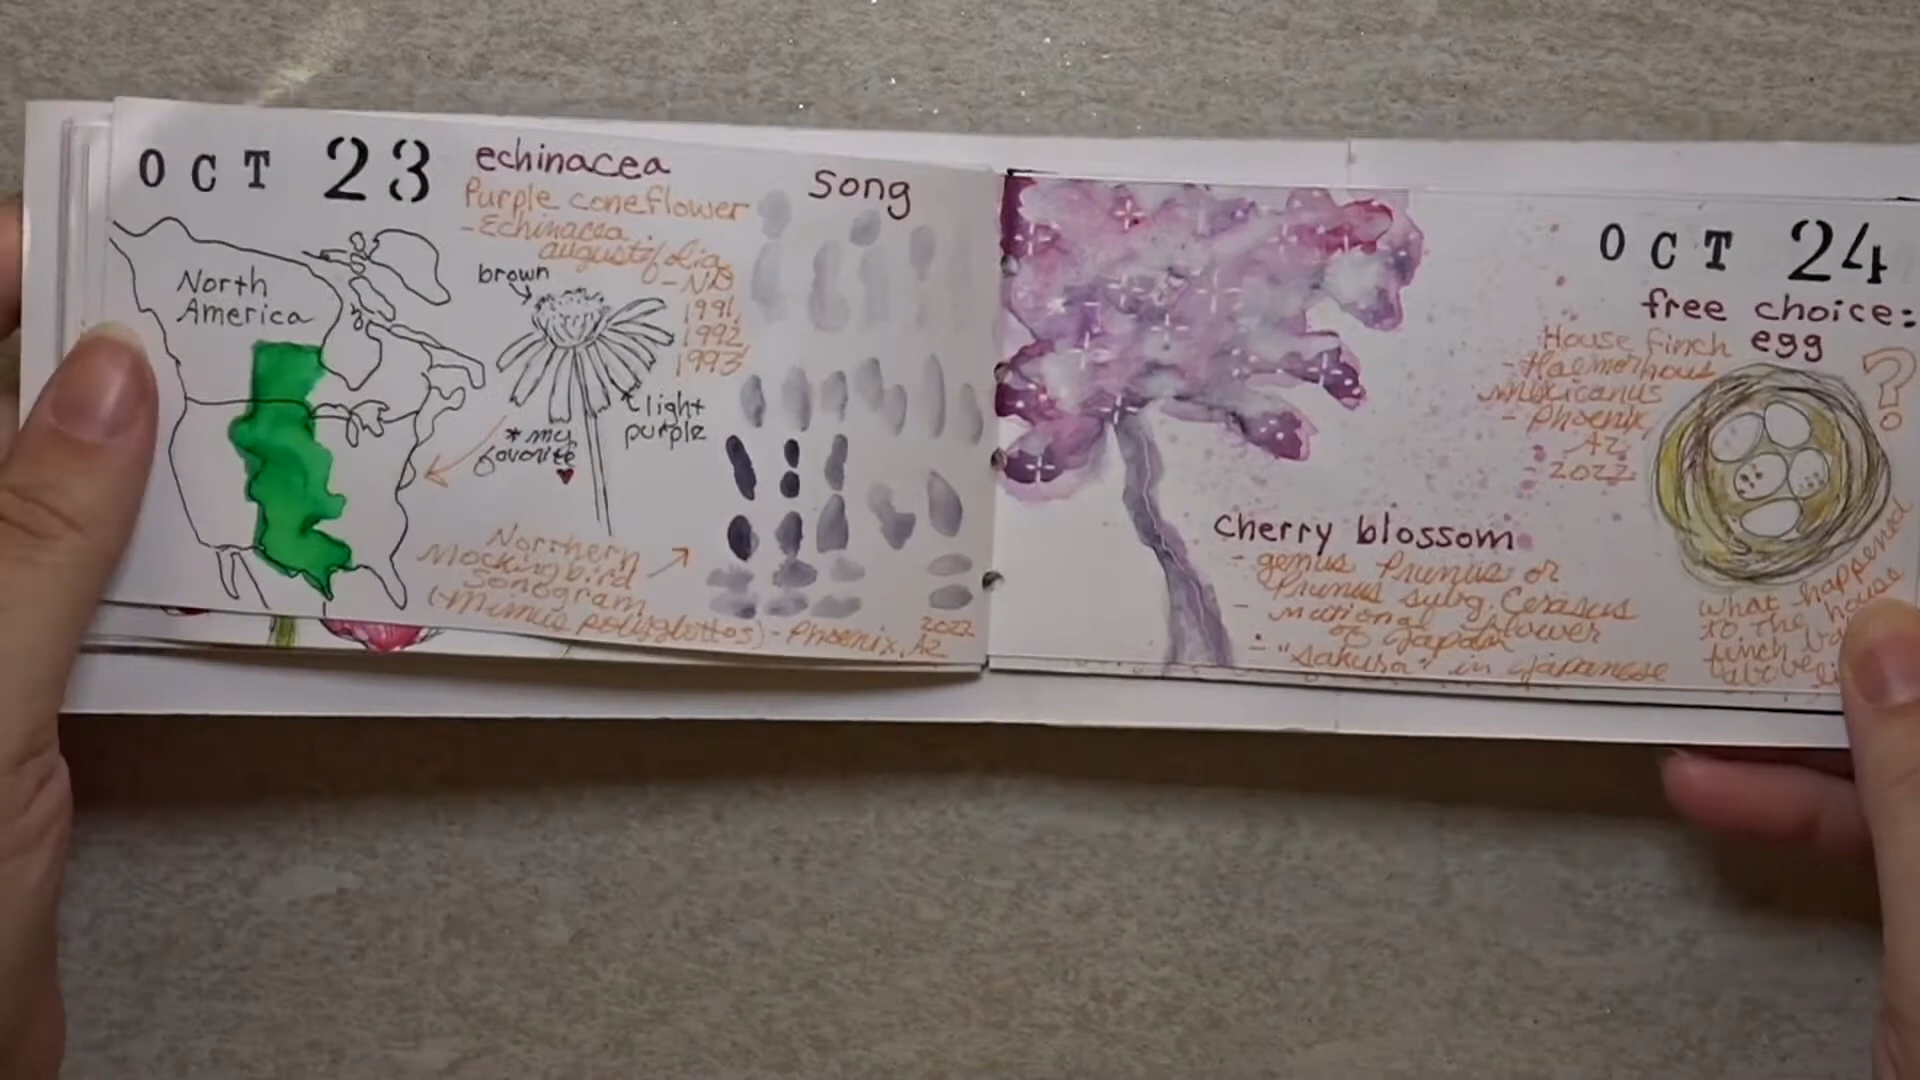 OCT 23
echinacea
Purple coneflower
- Echinacea
augustifolia
- ND
1991
1992
1993
North
America
brown
light
purple
* my
favorite
Song
Northern
Mockingbird
Sonogram
(-Mimus polyglottos) - Phoenix, AZ
2022
OCT 24
free choice:
egg
House finch
- Haemorhous
mexicanus
- Phoenix,
AZ
- 2022
?
cherry blossom
- genus Prunus or
Prunus subg. Cerasus
- national flower
of Japan
- "sakura" in Japanese
what happened
to the house
finch